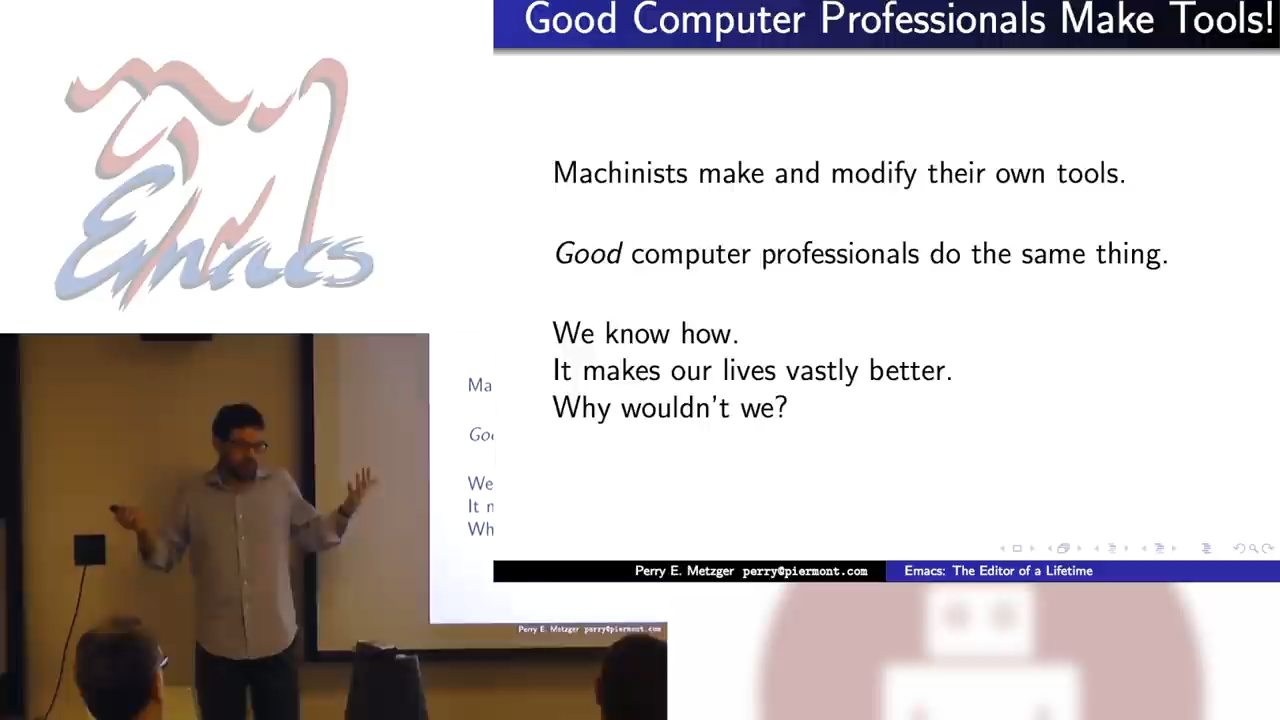 Good Computer Professionals Make Tools!
Emacs
Machinists make and modify their own tools.
Good computer professionals do the same thing.
We know how.
It makes our lives vastly better.
Why wouldn't we?
Perry E. Metzger perry@piermont.com
Emacs: The Editor of a Lifetime
Ma
Goo
We
It m
Wh
Perry E. Metzger perry@piermont.com